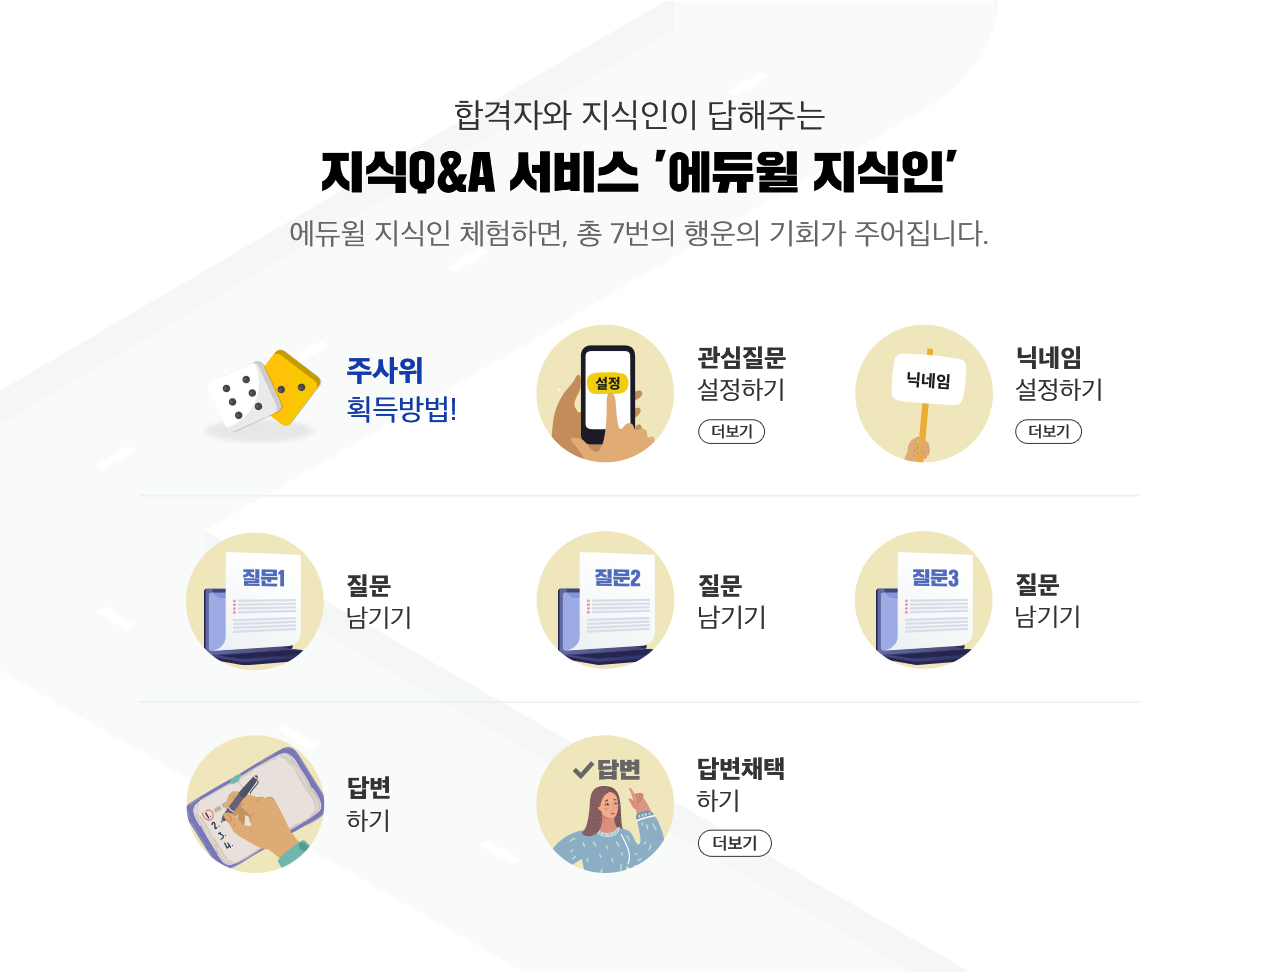 합격자와 지식인이 답해주는
지식Q&A 서비스 '에듀윌 지식인'
에듀윌 지식인 체험하면, 총 7번의 행운의 기회가 주어집니다.
주사위
획득방법!
설정
관심질문
설정하기
더보기
닉네임
닉네임
설정하기
더보기
질문1
질문
남기기
질문2
질문
남기기
질문3
질문
남기기
1.
2.
3.
4.
답변
하기
답변
답변채택
하기
더보기